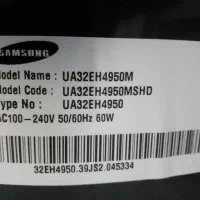 SAMSUNG
Model Name : UA32EH4950M
Model Code : UA32EH4950MSHD
Type No : UA32EH4950
AC100-240V 50/60Hz 60W
32EH4950.39JS2.045334